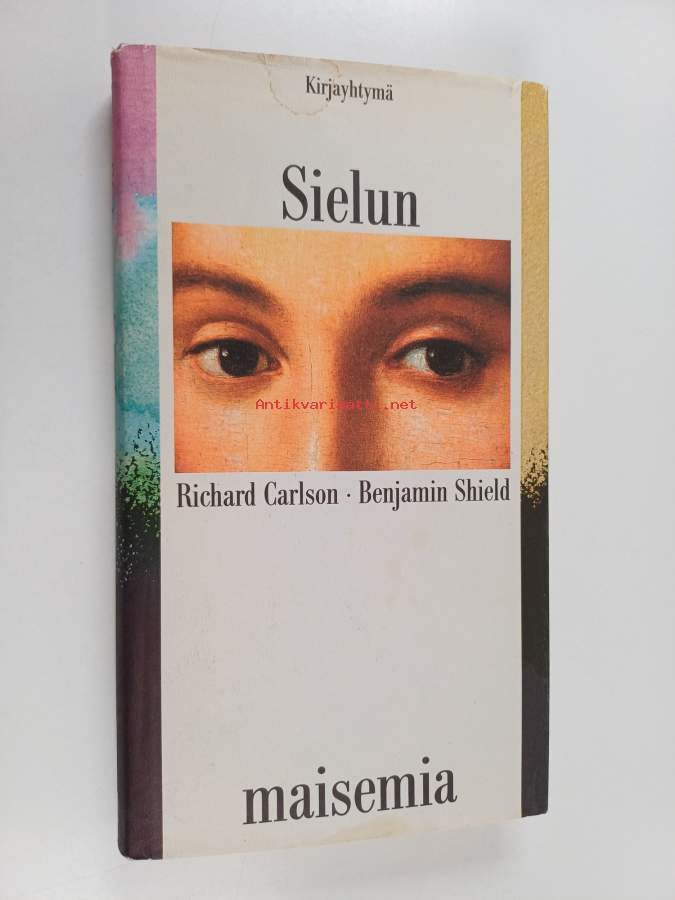 Kirjayhtymä
Sielun
Antikvariaatti.net
Richard Carlson · Benjamin Shield
maisemia